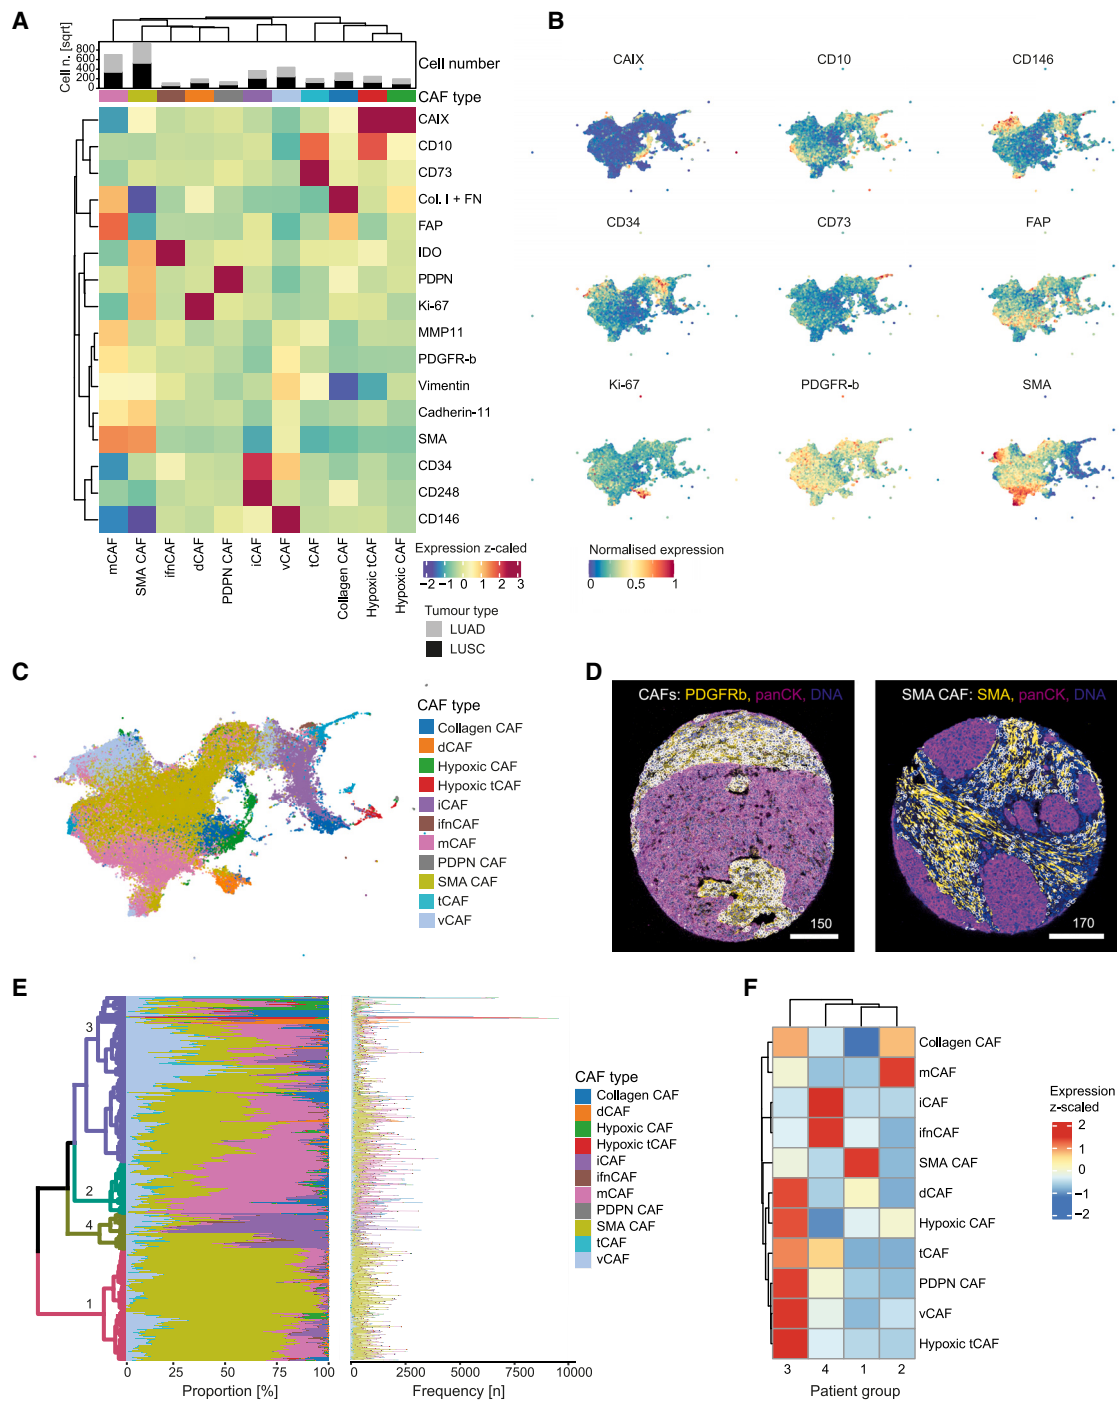 A
Cell n. [sqrt]
800
600
400
200
0
Cell number
CAF type
CAIX
CD10
CD73
Col. I + FN
FAP
IDO
PDPN
Ki-67
MMP11
PDGFR-b
Vimentin
Cadherin-11
SMA
CD34
CD248
CD146
mCAF
SMA CAF
ifnCAF
dCAF
PDPN CAF
iCAF
vCAF
tCAF
Collagen CAF
Hypoxic tCAF
Hypoxic CAF
Expression z-caled
−2 −1 0 1 2 3
Tumour type
LUAD
LUSC
B
CAIX CD10 CD146
CD34 CD73 FAP
Ki-67 PDGFR-b SMA
Normalised expression
0 0.5 1
C
CAF type
Collagen CAF
dCAF
Hypoxic CAF
Hypoxic tCAF
iCAF
ifnCAF
mCAF
PDPN CAF
SMA CAF
tCAF
vCAF
D
CAFs: PDGFRb, panCK, DNA
150
SMA CAF: SMA, panCK, DNA
170
E
3
2
4
1
0 25 50 75 100
Proportion [%]
0 2500 5000 7500 10000
Frequency [n]
CAF type
Collagen CAF
dCAF
Hypoxic CAF
Hypoxic tCAF
iCAF
ifnCAF
mCAF
PDPN CAF
SMA CAF
tCAF
vCAF
F
Collagen CAF
mCAF
iCAF
ifnCAF
SMA CAF
dCAF
Hypoxic CAF
tCAF
PDPN CAF
vCAF
Hypoxic tCAF
3 4 1 2
Patient group
Expression
z-scaled
2
1
0
−1
−2